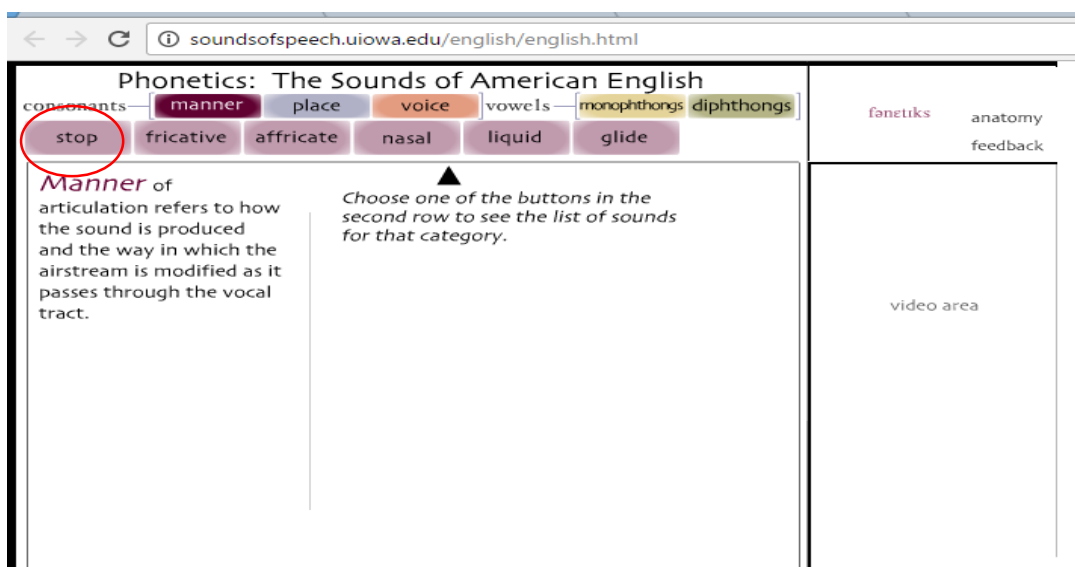 soundsofspeech.uiowa.edu/english/english.html
Phonetics: The Sounds of American English
consonants manner place voice vowels monophthongs diphthongs
stop fricative affricate nasal liquid glide
fənɛtɪks
anatomy
feedback
Manner of
articulation refers to how
the sound is produced
and the way in which the
airstream is modified as it
passes through the vocal
tract.
Choose one of the buttons in the
second row to see the list of sounds
for that category.
video area